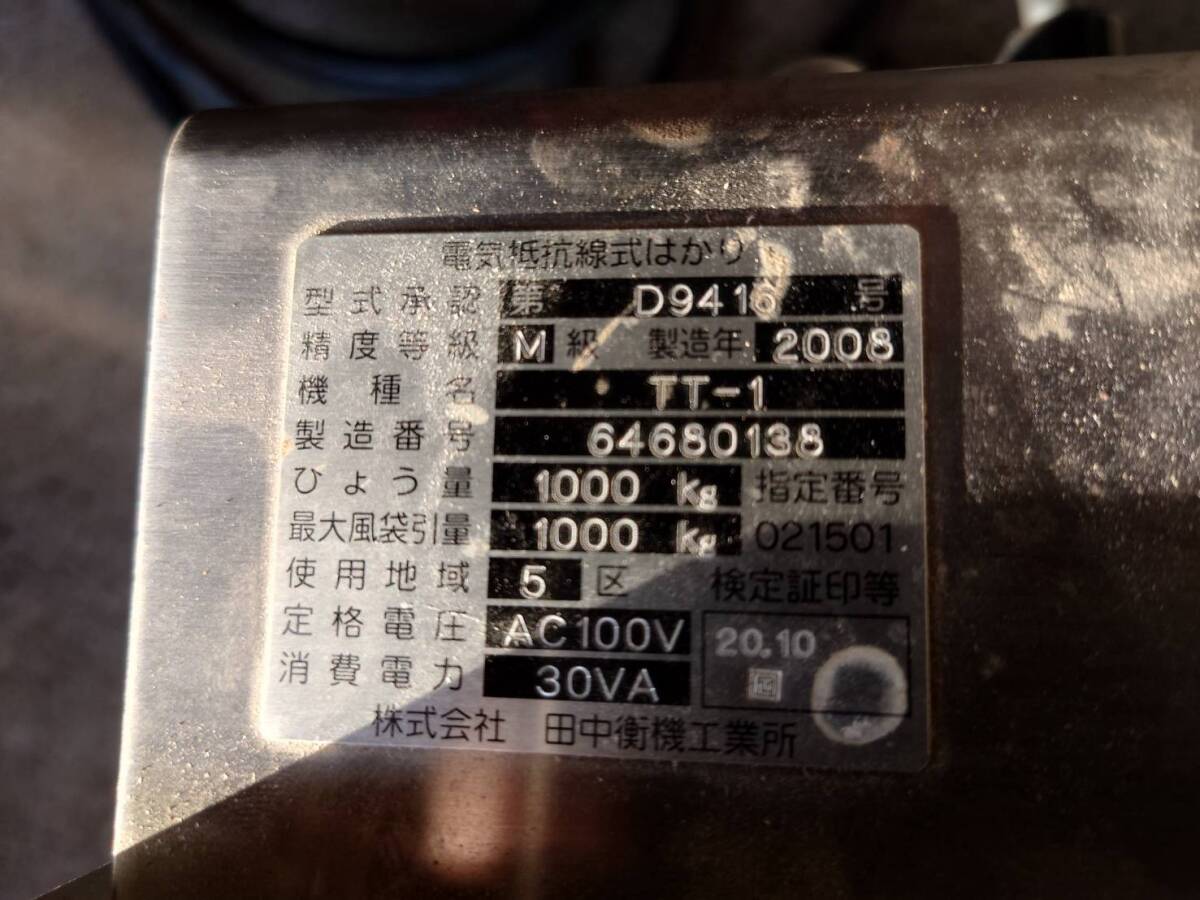 電気抵抗線式はかり
型式承認 第 D9416 号
精度等級 M 級 製造年 2008
機種名 TT-1
製造番号 64680138
ひょう量 1000 kg 指定番号
最大風袋引量 1000 kg 021501
使用地域 5 区 検定証印等
定格電圧 AC100V 20.10
消費電力 30VA
株式会社 田中衡機工業所